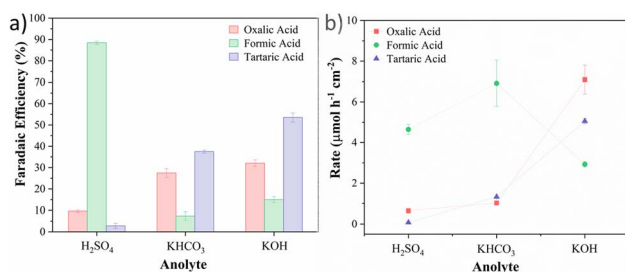 a)
Faradaic Efficiency (%)
100
90
80
70
60
50
40
30
20
10
0
Oxalic Acid
Formic Acid
Tartaric Acid
H₂SO₄ KHCO₃ KOH
Anolyte
b)
Rate (μmol h⁻¹ cm⁻²)
10
8
6
4
2
0
Oxalic Acid
Formic Acid
Tartaric Acid
H₂SO₄ KHCO₃ KOH
Anolyte